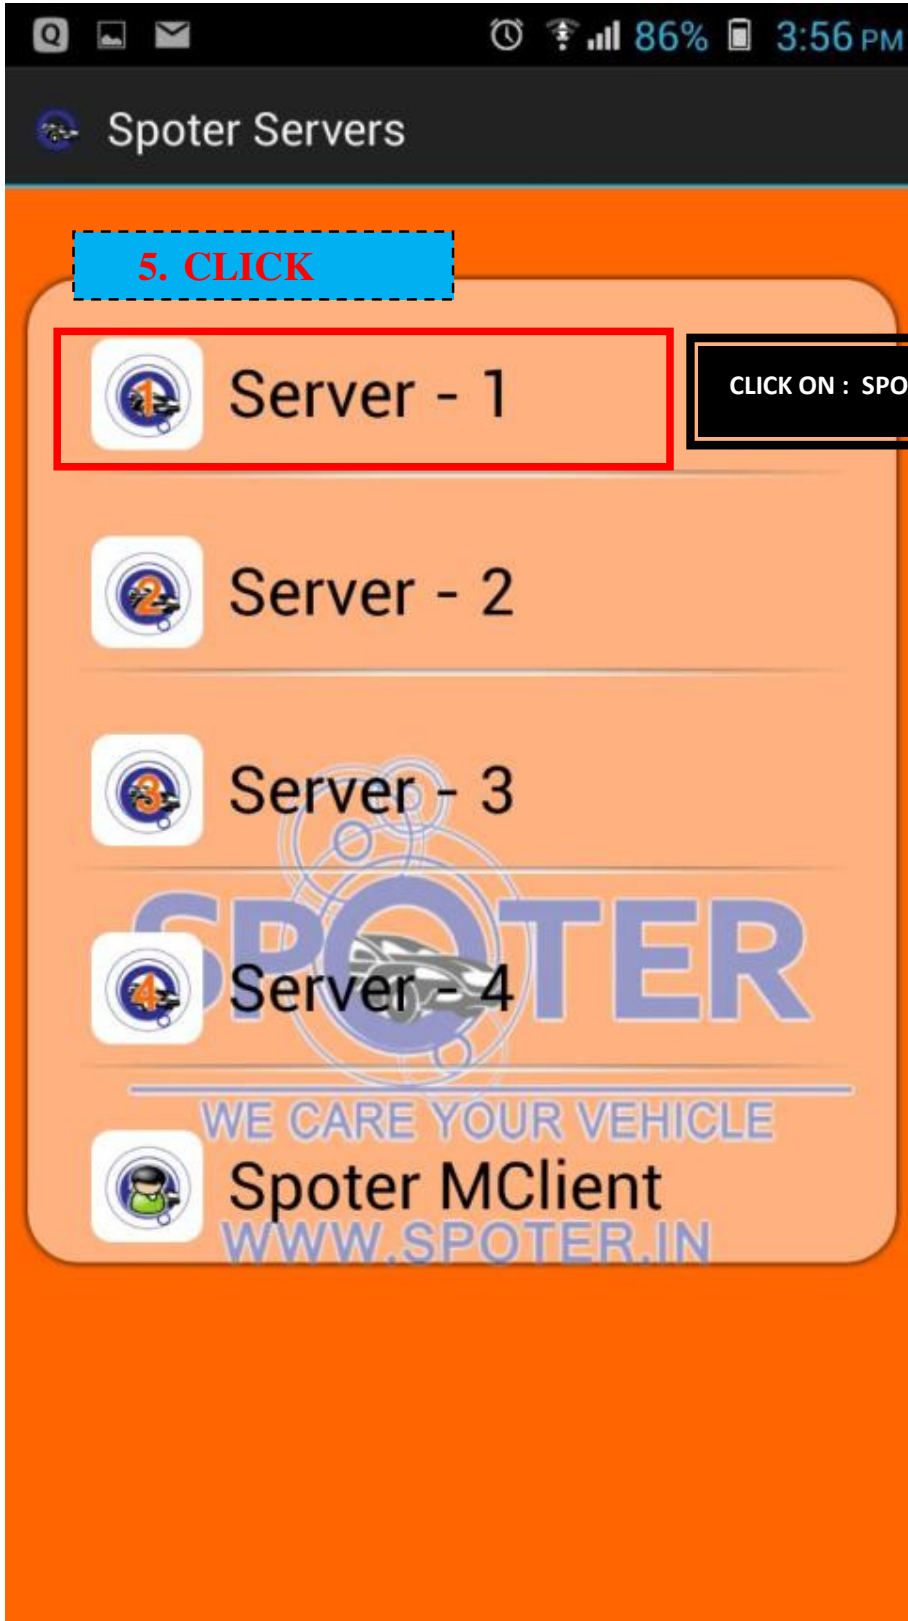 86% 3:56 PM
Spoter Servers
5. CLICK
Server - 1
CLICK ON : SPO
Server - 2
Server - 3
SPOTER
Server - 4
WE CARE YOUR VEHICLE
Spoter MClient
WWW.SPOTER.IN